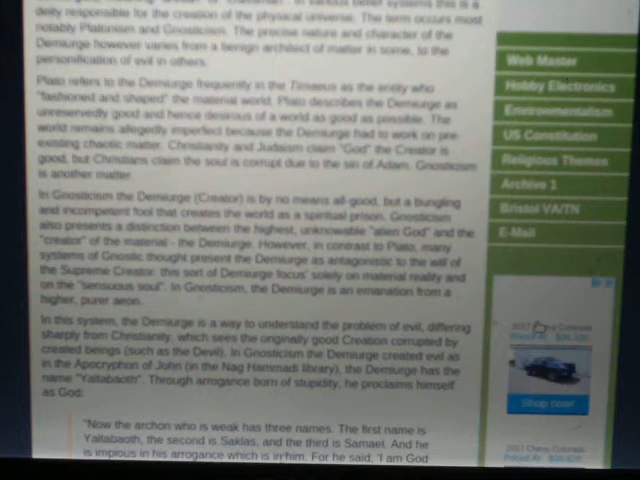 deity responsible for the creation of the physical universe. The term occurs most
notably Platonism and Gnosticism. The precise nature and character of the
Demiurge however varies from a benign architect of matter in some, to the
personification of evil in others.
Plato refers to the Demiurge frequently in the Timaeus as the entity who
"fashioned and shaped" the material world. Plato describes the Demiurge as
unreservedly good and hence desirous of a world as good as possible. The
world remains allegedly imperfect because the Demiurge had to work on pre-
existing chaotic matter. Christianity and Judaism claim "God" the Creator is
good, but Christians claim the soul is corrupt due to the sin of Adam. Gnosticism
is another matter.
In Gnosticism the Demiurge (Creator) is by no means all-good, but a bungling
and incompetent fool that creates the world as a spiritual prison. Gnosticism
also presents a distinction between the highest, unknowable "alien God" and the
"creator" of the material - the Demiurge. However, in contrast to Plato, many
systems of Gnostic thought present the Demiurge as antagonistic to the will of
the Supreme Creator: this sort of Demiurge focus' solely on material reality and
on the "sensuous soul". In Gnosticism, the Demiurge is an emanation from a
higher, purer aeon.
In this system, the Demiurge is a way to understand the problem of evil, differing
sharply from Christianity, which sees the originally good Creation corrupted by
created beings (such as the Devil). In Gnosticism the Demiurge created evil as
in the Apocryphon of John (in the Nag Hammadi library), the Demiurge has the
name "Yaltabaoth". Through arrogance born of stupidity, he proclaims himself
as God:
"Now the archon who is weak has three names. The first name is
Yaltabaoth, the second is Saklas, and the third is Samael. And he
is impious in his arrogance which is in him. For he said, 'I am God
Web Master
Hobby Electronics
Environmentalism
US Constitution
Religious Themes
Archive 1
Bristol VA/TN
E-Mail
2017 Chevy Colorado
Priced At:
Shop now!
2017 Chevy Colorado
Priced At: